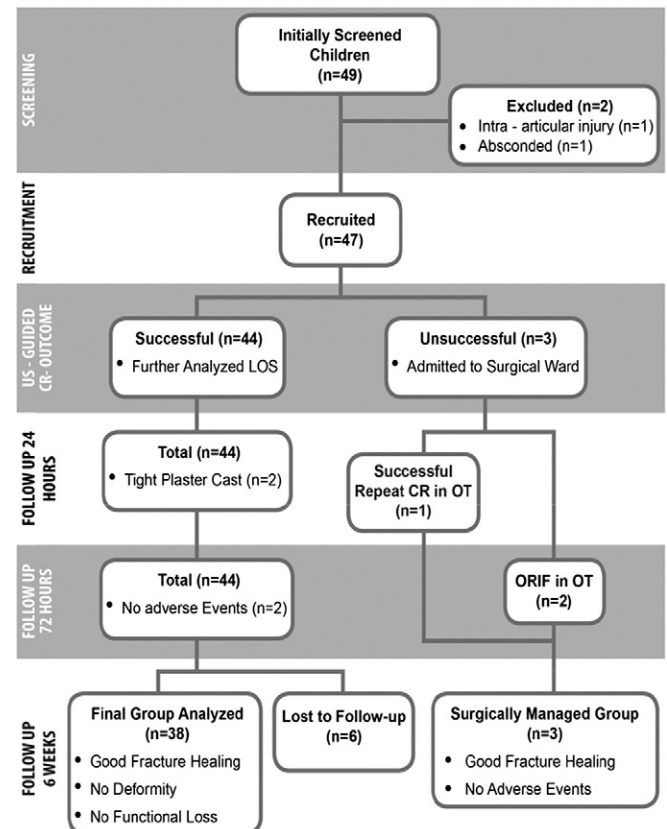 SCREENING
Initially Screened
Children
(n=49)
Excluded (n=2)
• Intra - articular injury (n=1)
• Absconded (n=1)
RECRUITMENT
Recruited
(n=47)
US - GUIDED
CR- OUTCOME
Successful (n=44)
• Further Analyzed LOS
Unsuccessful (n=3)
• Admitted to Surgical Ward
FOLLOW UP 24
HOURS
Total (n=44)
• Tight Plaster Cast (n=2)
Successful
Repeat CR in OT
(n=1)
FOLLOW UP
72 HOURS
Total (n=44)
• No adverse Events (n=2)
ORIF in OT
(n=2)
FOLLOW UP
6 WEEKS
Final Group Analyzed
(n=38)
• Good Fracture Healing
• No Deformity
• No Functional Loss
Lost to Follow-up
(n=6)
Surgically Managed Group
(n=3)
• Good Fracture Healing
• No Adverse Events